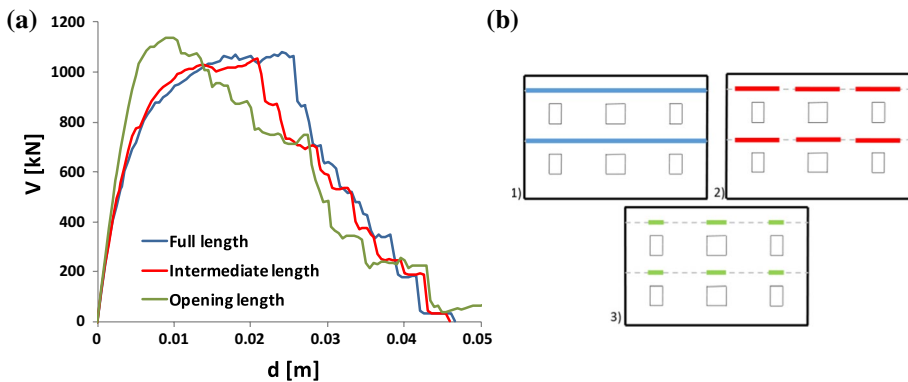 (a)
V [kN]
1200
1000
800
600
400
200
0
Full length
Intermediate length
Opening length
0
0.01
0.02
0.03
0.04
0.05
d [m]
(b)
1)
2)
3)